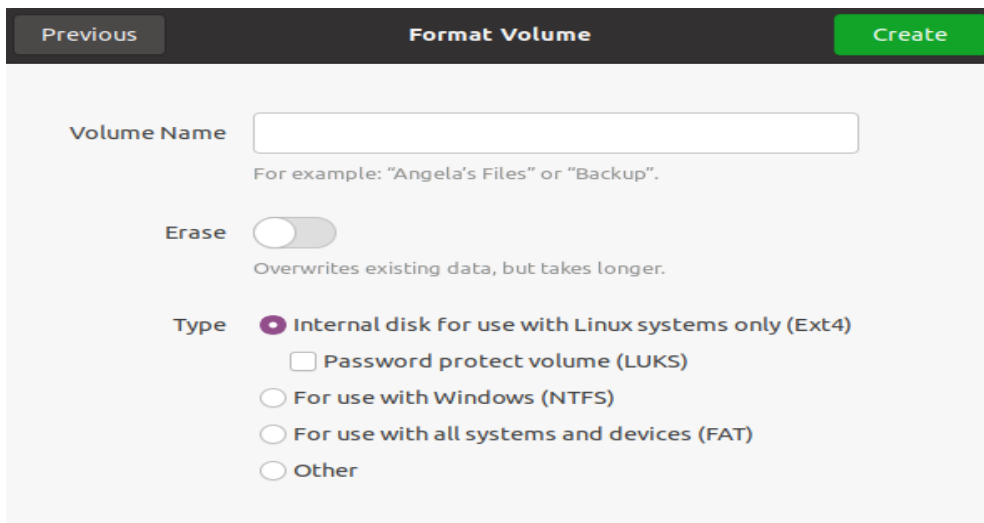 Previous
Format Volume
Create
Volume Name
For example: “Angela’s Files” or “Backup”.
Erase
Overwrites existing data, but takes longer.
Type
Internal disk for use with Linux systems only (Ext4)
Password protect volume (LUKS)
For use with Windows (NTFS)
For use with all systems and devices (FAT)
Other